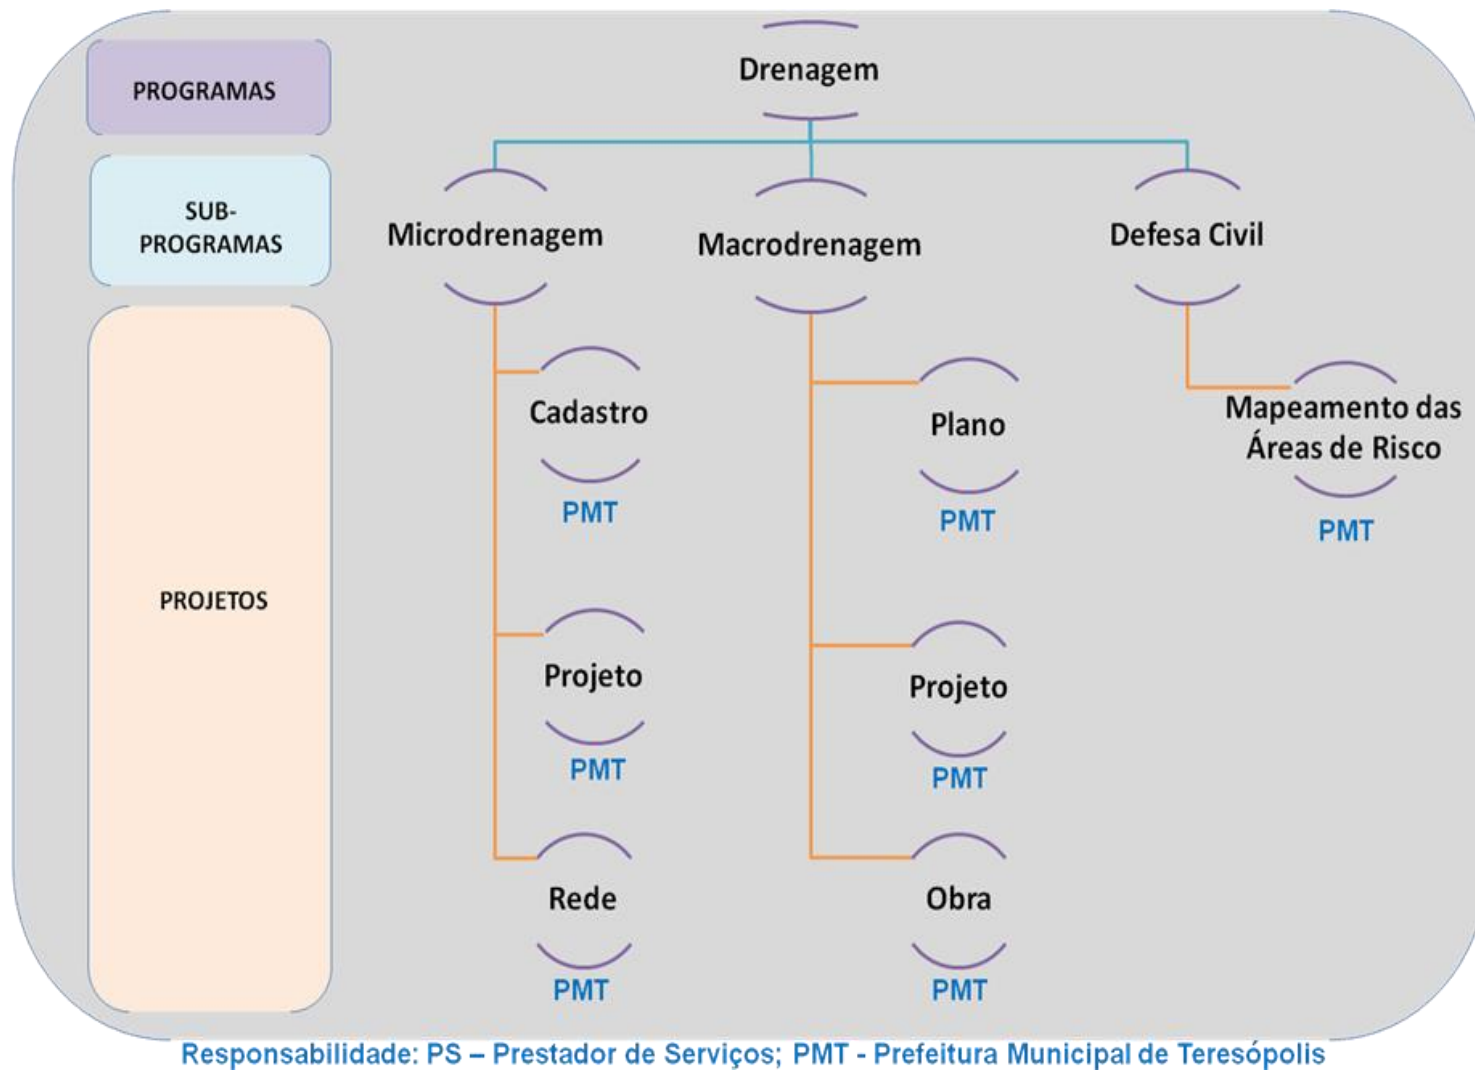 PROGRAMAS
Drenagem
SUB-
PROGRAMAS
Microdrenagem
Macrodrenagem
Defesa Civil
PROJETOS
Cadastro
PMT
Projeto
PMT
Rede
PMT
Plano
PMT
Projeto
PMT
Obra
PMT
Mapeamento das
Áreas de Risco
PMT
Responsabilidade: PS – Prestador de Serviços; PMT - Prefeitura Municipal de Teresópolis